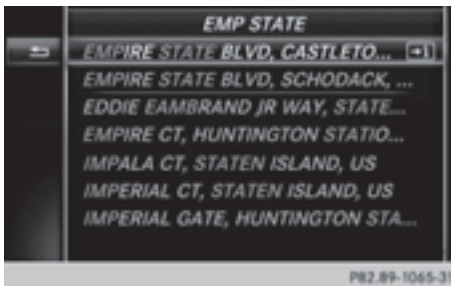 EMP STATE
EMPIRE STATE BLVD, CASTLETO...
EMPIRE STATE BLVD, SCHODACK, ...
EDDIE EAMBRAND JR WAY, STATE...
EMPIRE CT, HUNTINGTON STATIO...
IMPALA CT, STATEN ISLAND, US
IMPERIAL CT, STATEN ISLAND, US
IMPERIAL GATE, HUNTINGTON STA...
P82.89-1065-31